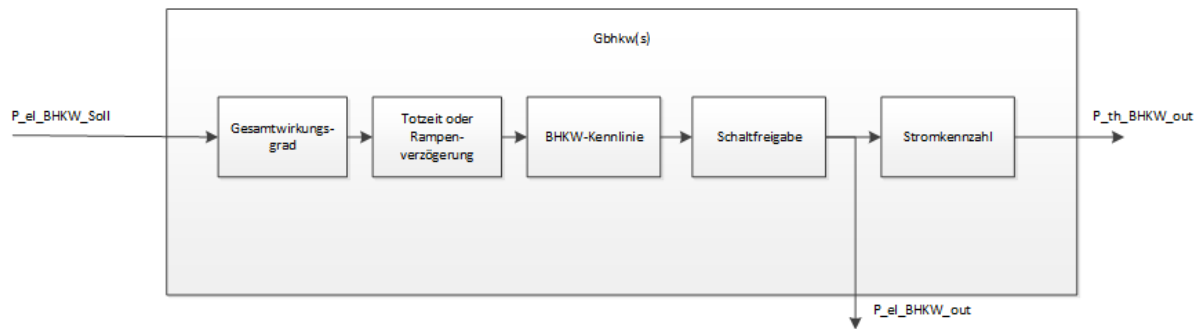 Gbhkw(s)
P_el_BHKW_Soll
Gesamtwirkungs-
grad
Totzeit oder
Rampen-
verzögerung
BHKW-Kennlinie
Schaltfreigabe
Stromkennzahl
P_th_BHKW_out
P_el_BHKW_out